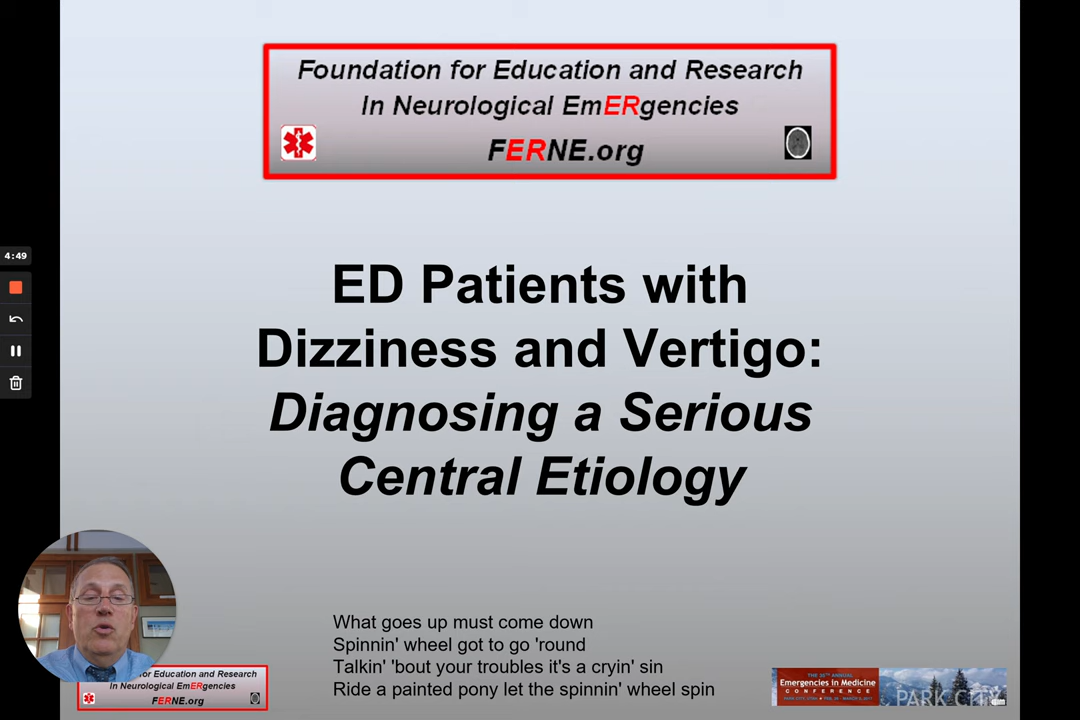 Foundation for Education and Research
In Neurological EmERgencies
FERNE.org
4:49
ED Patients with
Dizziness and Vertigo:
Diagnosing a Serious
Central Etiology
What goes up must come down
Spinnin' wheel got to go 'round
Talkin' 'bout your troubles it's a cryin' sin
Ride a painted pony let the spinnin' wheel spin
for Education and Research
In Neurological EmERgencies
FERNE.org
Emergencies in Medicine
CONFERENCE
PARK CITY